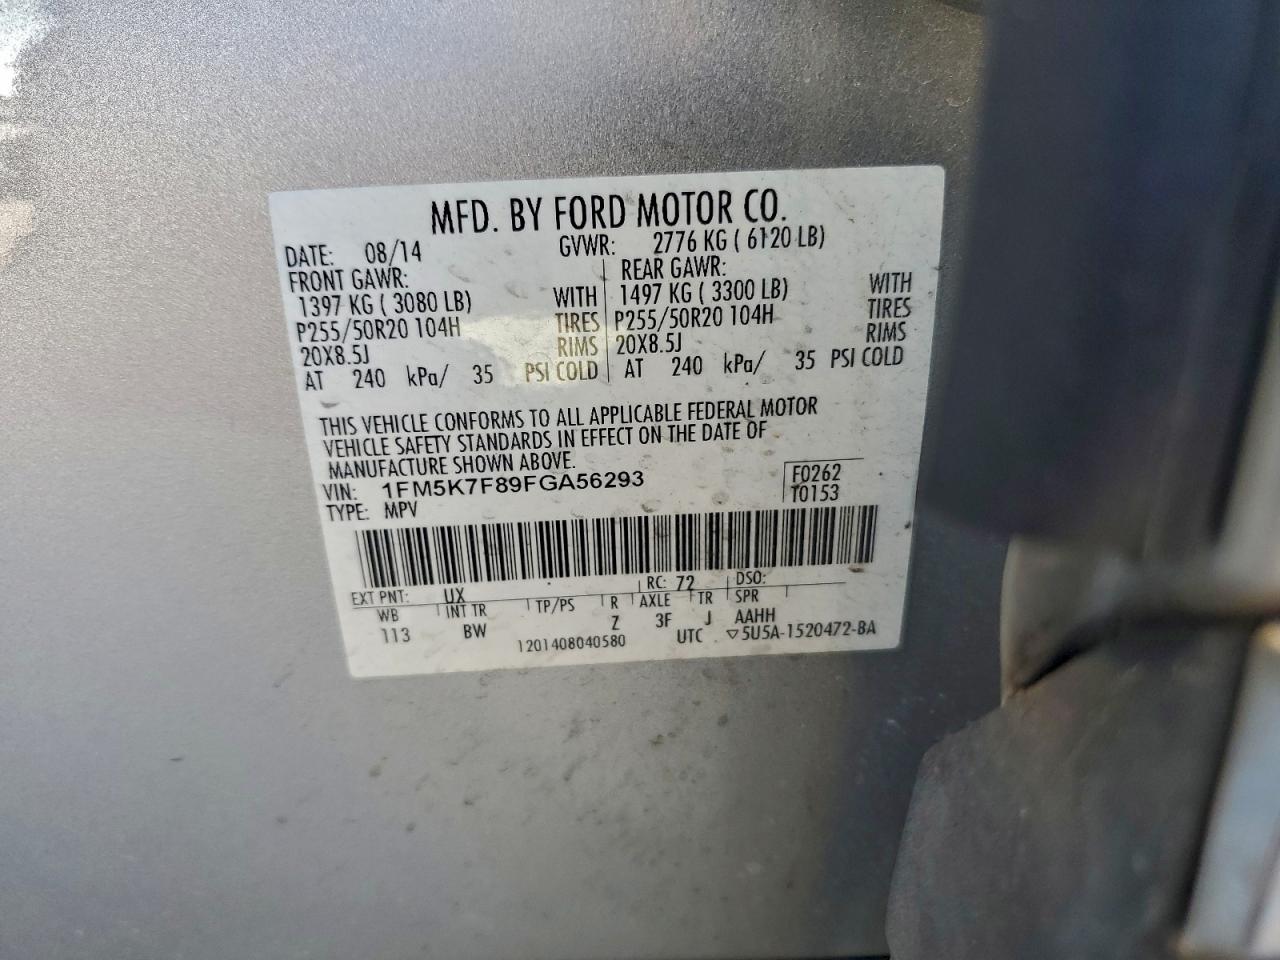 MFD. BY FORD MOTOR CO.
DATE: 08/14 GVWR: 2776 KG ( 6120 LB)
FRONT GAWR: REAR GAWR:
1397 KG ( 3080 LB) WITH 1497 KG ( 3300 LB) WITH
P255/50R20 104H TIRES P255/50R20 104H TIRES
20X8.5J RIMS 20X8.5J RIMS
AT 240 kPa/ 35 PSI COLD AT 240 kPa/ 35 PSI COLD
THIS VEHICLE CONFORMS TO ALL APPLICABLE FEDERAL MOTOR
VEHICLE SAFETY STANDARDS IN EFFECT ON THE DATE OF
MANUFACTURE SHOWN ABOVE.
VIN: 1FM5K7F89FGA56293 F0262
TYPE: MPV T0153
EXT PNT: UX RC: 72 DSO:
WB INT TR TP/PS R AXLE TR SPR
113 BW Z 3F J AAHH
1201408040580 UTC ▽5U5A-1520472-BA